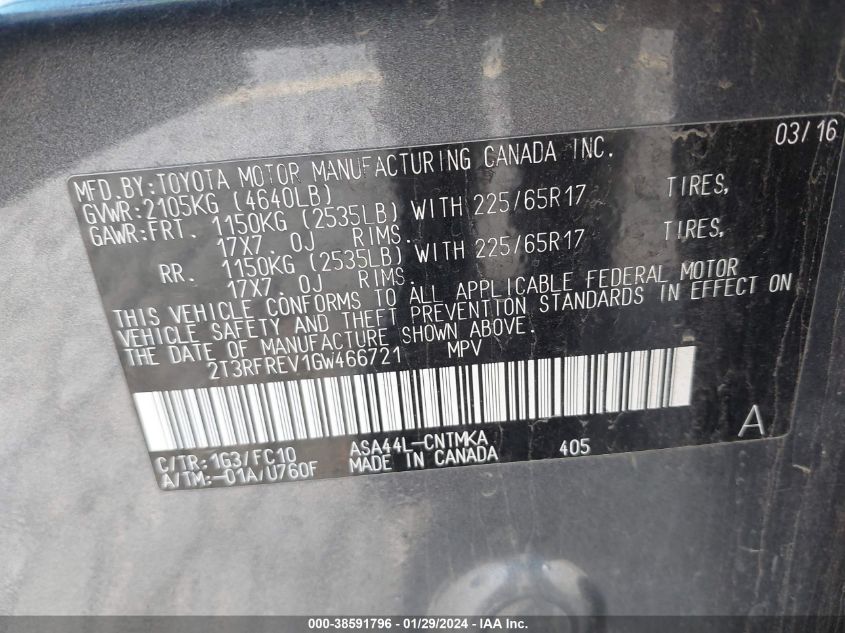 03/16
MFD.BY:TOYOTA MOTOR MANUFACTURING CANADA INC.
GVWR:2105KG (4640LB)
GAWR:FRT. 1150KG (2535LB) WITH 225/65R17 TIRES,
17X7. 0J RIMS.
RR. 1150KG (2535LB) WITH 225/65R17 TIRES,
17X7. 0J RIMS.
THIS VEHICLE CONFORMS TO ALL APPLICABLE FEDERAL MOTOR
VEHICLE SAFETY AND THEFT PREVENTION STANDARDS IN EFFECT ON
THE DATE OF MANUFACTURE SHOWN ABOVE.
2T3RFREV1GW466721 MPV
A
C/TR:1G3/FC10 ASA44L-CNTMKA 405
A/TM:-01A/U760F MADE IN CANADA
000-38591796 - 01/29/2024 - IAA Inc.